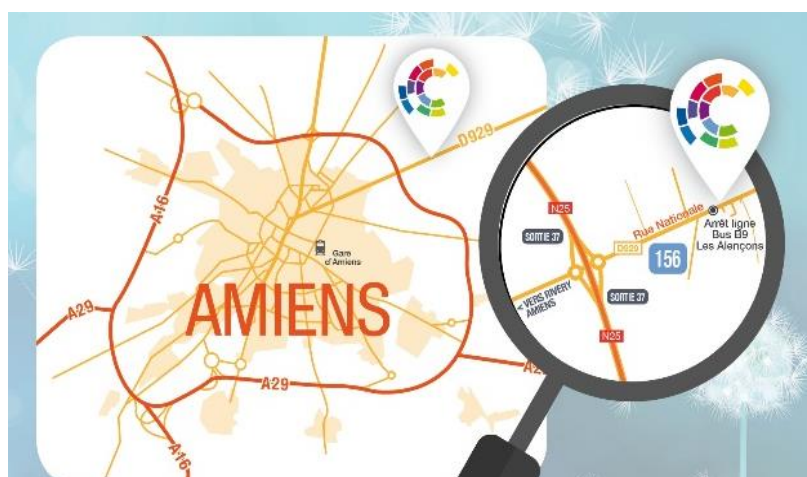 A16
D929
Gare
d'Amiens
AMIENS
A29
A29
A16
N25
SORTIE 37
Rue Nationale
Arrêt ligne
Bus B9
Les Alençons
D929
156
< VERS RIVERY
AMIENS
SORTIE 37
N25